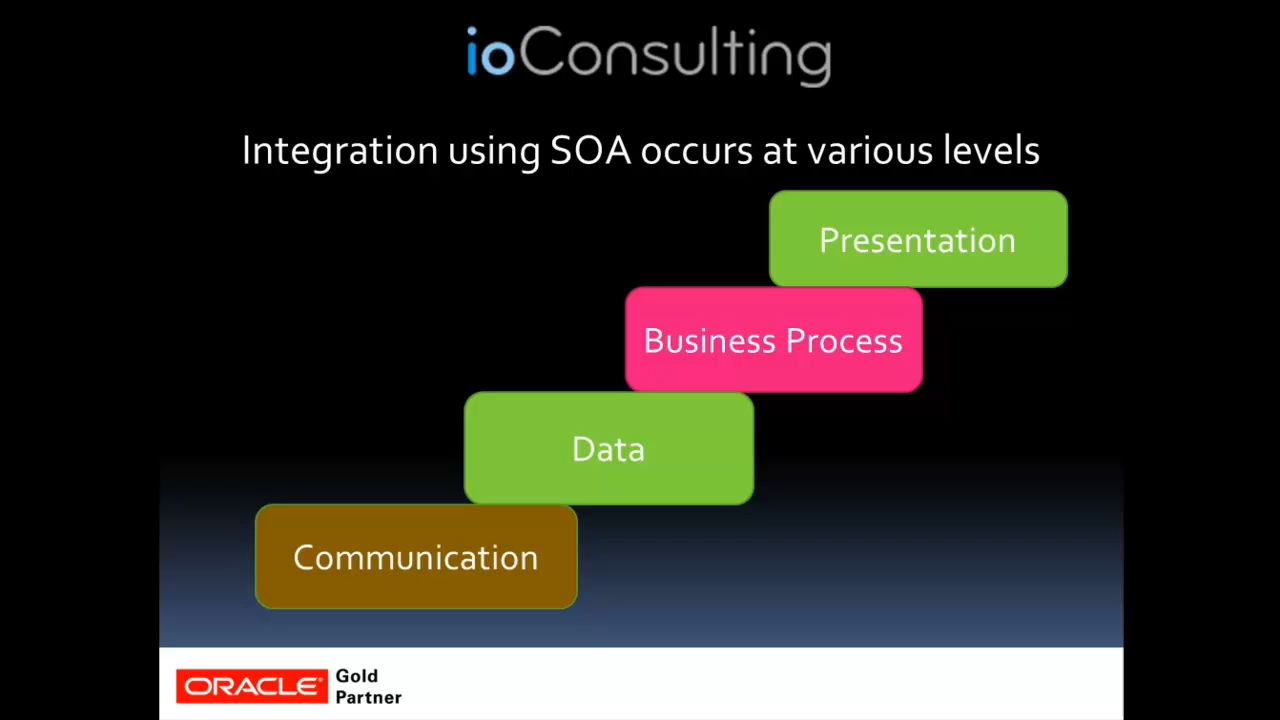 ioConsulting
Integration using SOA occurs at various levels
Presentation
Business Process
Data
Communication
ORACLE® Gold
Partner